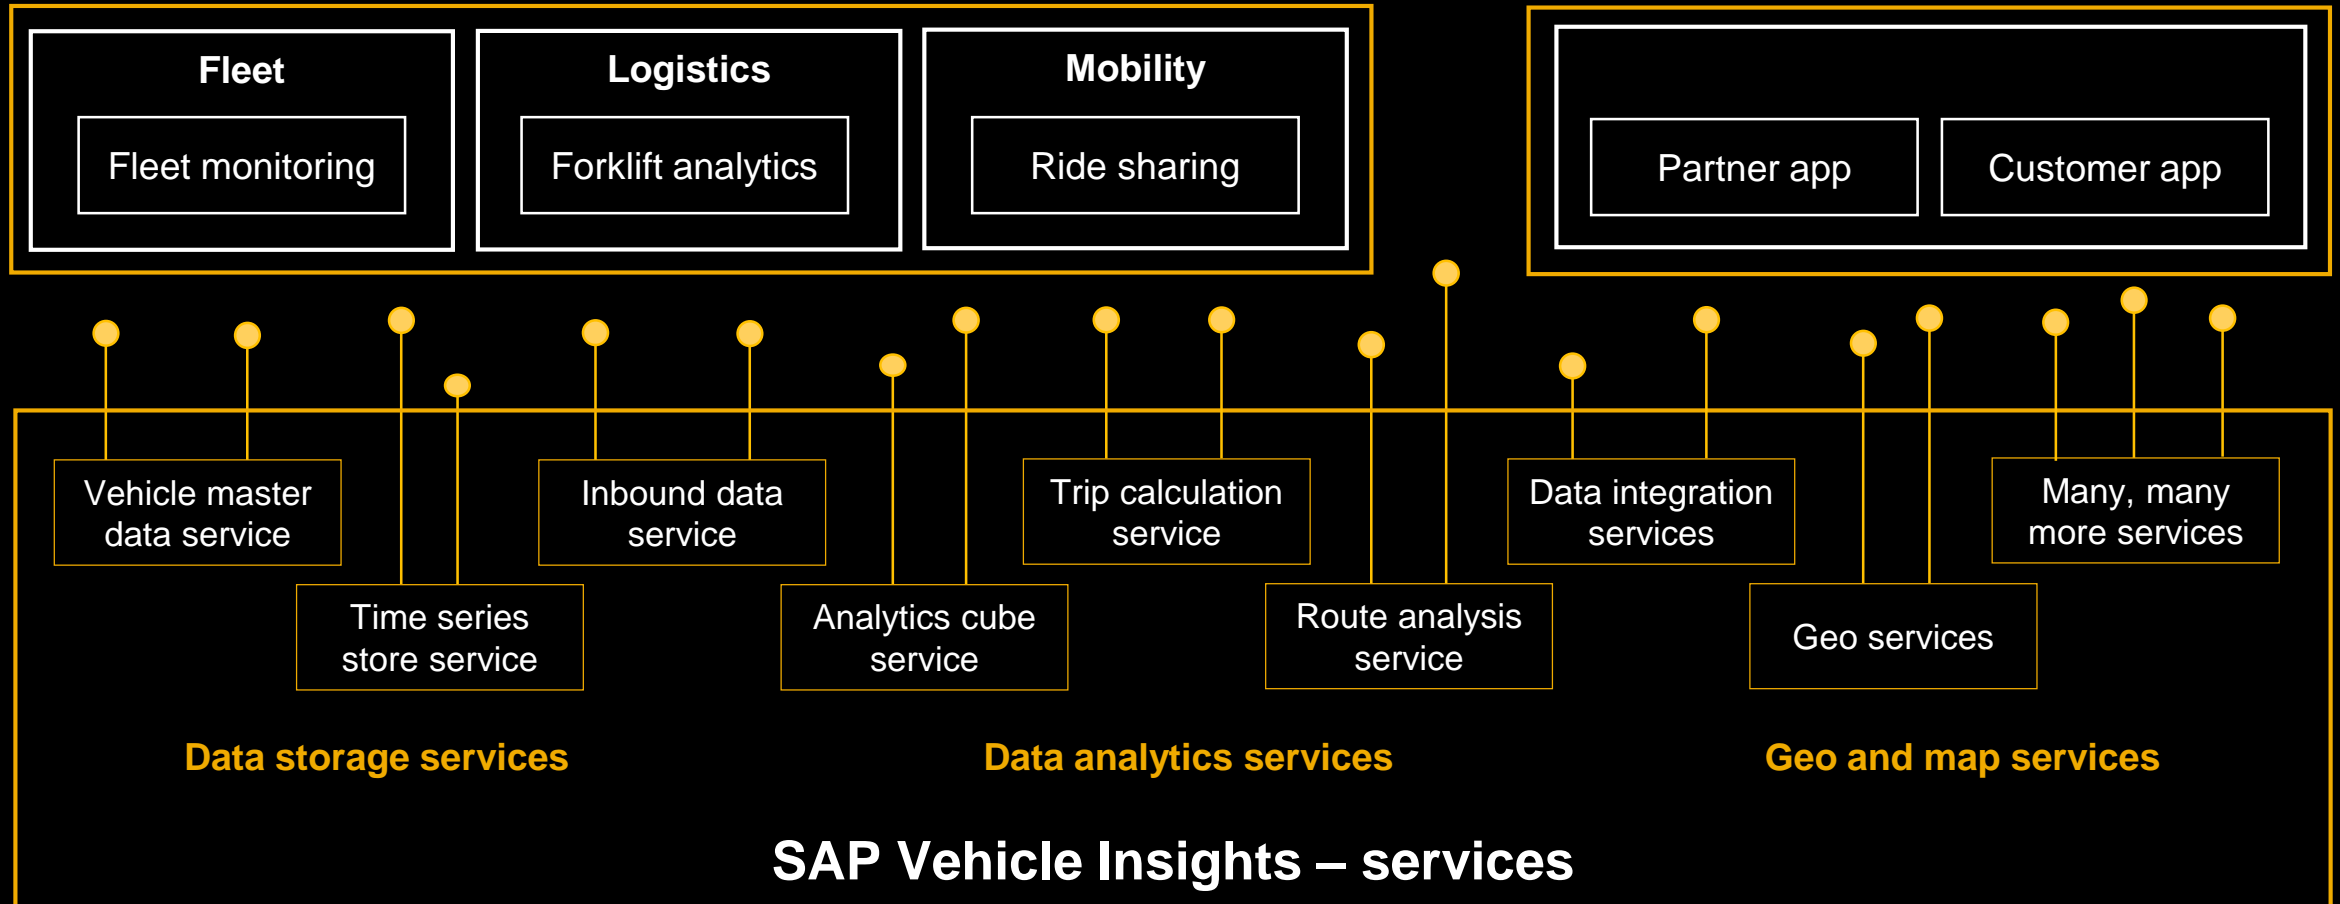 Fleet
Fleet monitoring
Logistics
Forklift analytics
Mobility
Ride sharing
Partner app
Customer app
Vehicle master
data service
Time series
store service
Inbound data
service
Analytics cube
service
Trip calculation
service
Route analysis
service
Data integration
services
Geo services
Many, many
more services
Data storage services
Data analytics services
Geo and map services
SAP Vehicle Insights – services